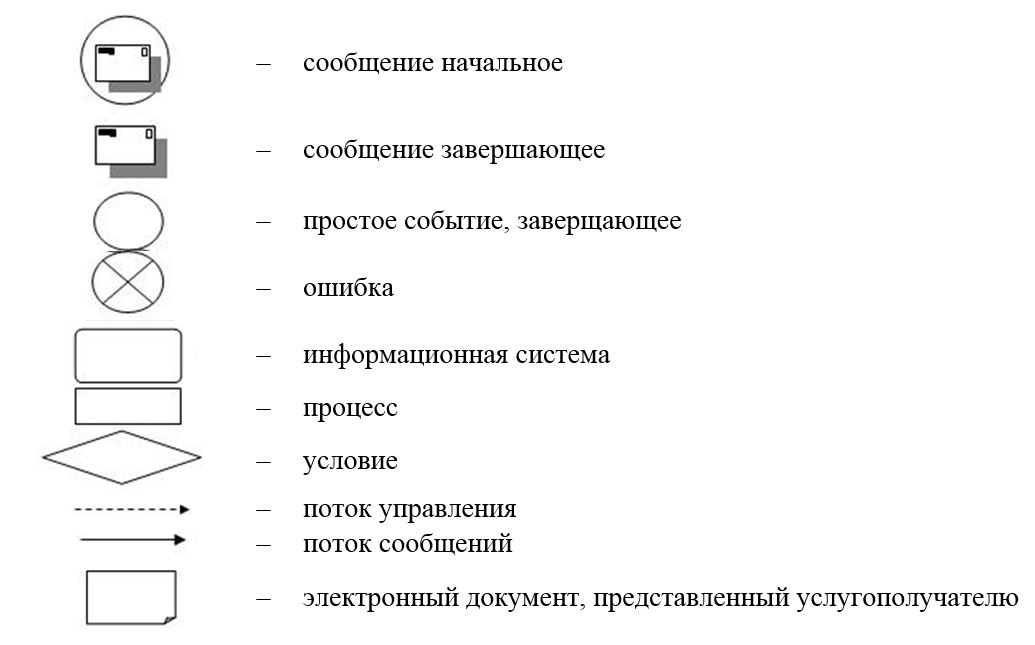 – сообщение начальное
– сообщение завершающее
– простое событие, заверщающее
– ошибка
– информационная система
– процесс
– условие
– поток управления
– поток сообщений
– электронный документ, представленный услугополучателю